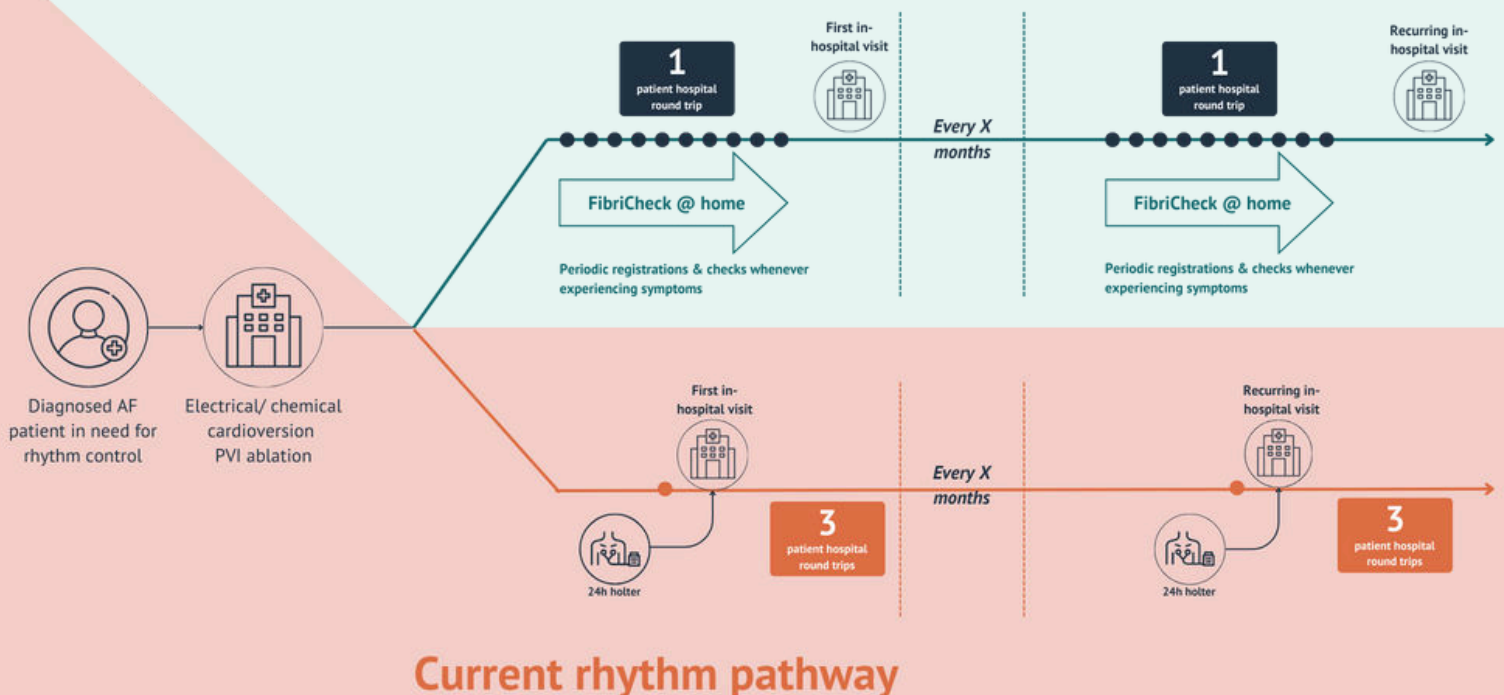 First in-
hospital visit
1
patient hospital
round trip
Every X
months
FibriCheck @ home
Periodic registrations & checks whenever
experiencing symptoms
1
patient hospital
round trip
Recurring in-
hospital visit
FibriCheck @ home
Periodic registrations & checks whenever
experiencing symptoms
Diagnosed AF
patient in need for
rhythm control
Electrical/ chemical
cardioversion
PVI ablation
First in-
hospital visit
24h holter
3
patient hospital
round trips
Every X
months
Recurring in-
hospital visit
24h holter
3
patient hospital
round trips
Current rhythm pathway